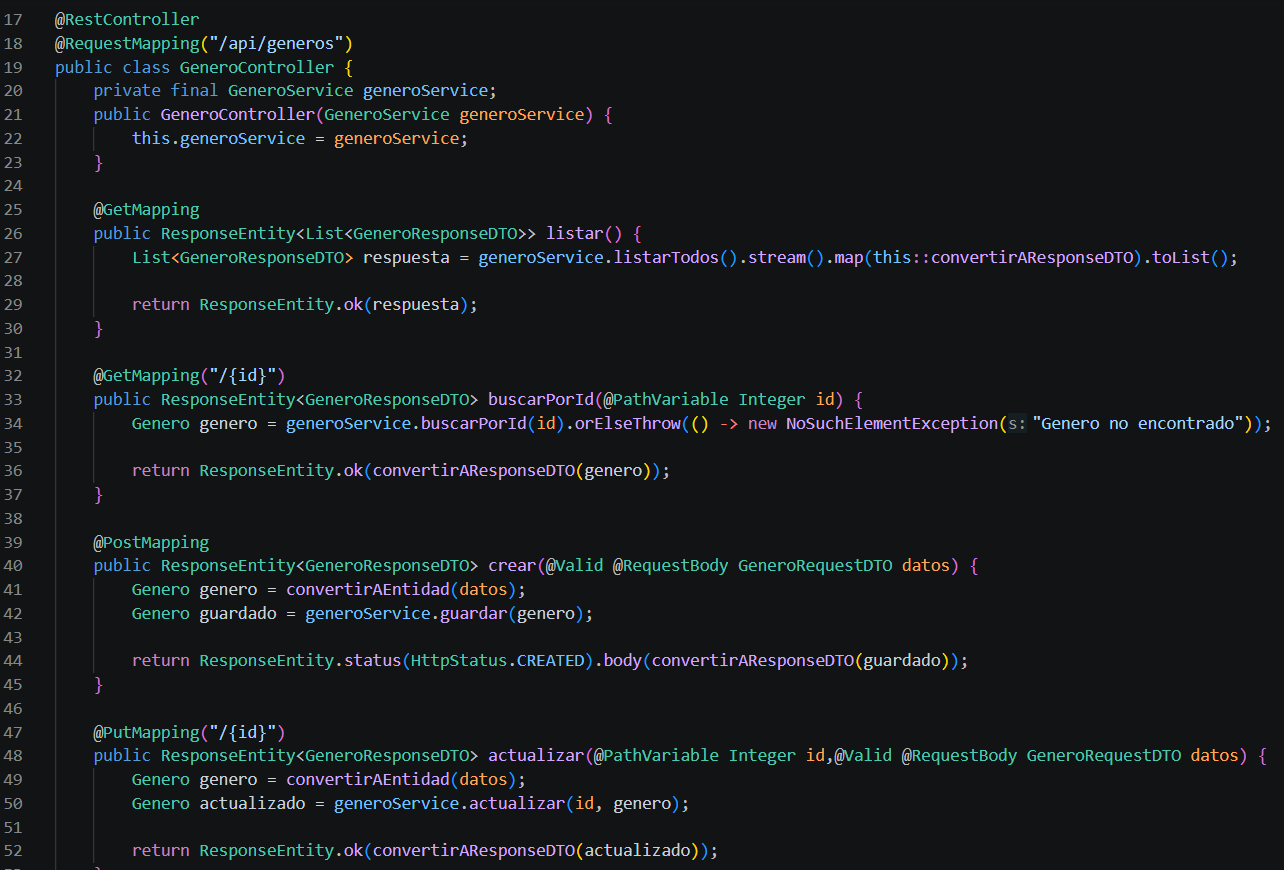 17 @RestController
18 @RequestMapping("/api/generos")
19 public class GeneroController {
20 private final GeneroService generoService;
21 public GeneroController(GeneroService generoService) {
22 this.generoService = generoService;
23 }
24
25 @GetMapping
26 public ResponseEntity<List<GeneroResponseDTO>> listar() {
27 List<GeneroResponseDTO> respuesta = generoService.listarTodos().stream().map(this::convertirAResponseDTO).toList();
28
29 return ResponseEntity.ok(respuesta);
30 }
31
32 @GetMapping("/{id}")
33 public ResponseEntity<GeneroResponseDTO> buscarPorId(@PathVariable Integer id) {
34 Genero genero = generoService.buscarPorId(id).orElseThrow(() -> new NoSuchElementException(s: "Genero no encontrado"));
35
36 return ResponseEntity.ok(convertirAResponseDTO(genero));
37 }
38
39 @PostMapping
40 public ResponseEntity<GeneroResponseDTO> crear(@Valid @RequestBody GeneroRequestDTO datos) {
41 Genero genero = convertirAEntidad(datos);
42 Genero guardado = generoService.guardar(genero);
43
44 return ResponseEntity.status(HttpStatus.CREATED).body(convertirAResponseDTO(guardado));
45 }
46
47 @PutMapping("/{id}")
48 public ResponseEntity<GeneroResponseDTO> actualizar(@PathVariable Integer id,@Valid @RequestBody GeneroRequestDTO datos) {
49 Genero genero = convertirAEntidad(datos);
50 Genero actualizado = generoService.actualizar(id, genero);
51
52 return ResponseEntity.ok(convertirAResponseDTO(actualizado));